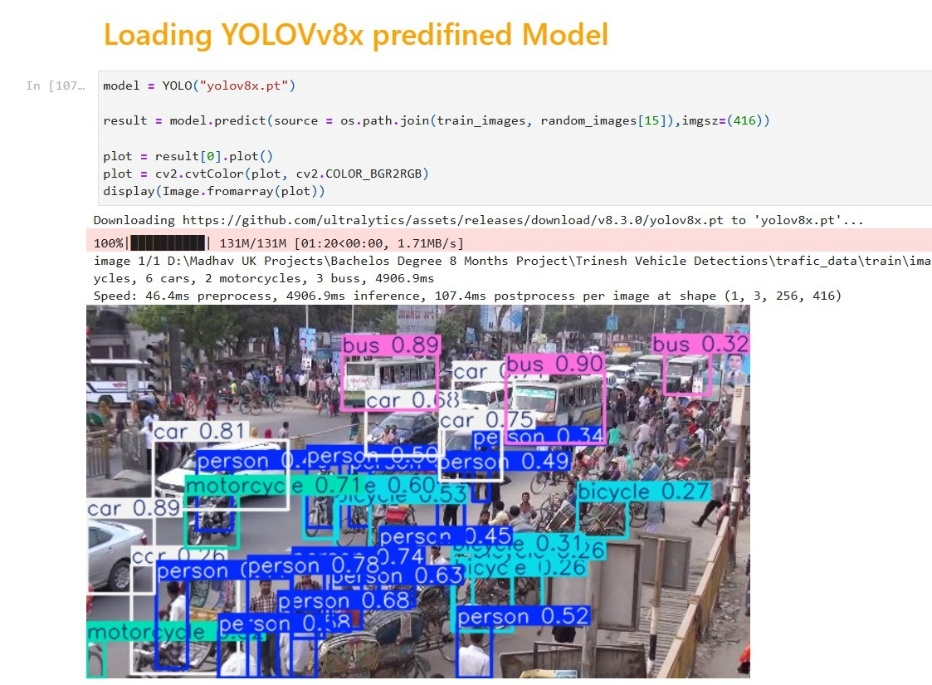 Loading YOLOVv8x predifined Model
In [107…
model = YOLO("yolov8x.pt")
result = model.predict(source = os.path.join(train_images, random_images[15]),imgsz=(416))
plot = result[0].plot()
plot = cv2.cvtColor(plot, cv2.COLOR_BGR2RGB)
display(Image.fromarray(plot))
Downloading https://github.com/ultralytics/assets/releases/download/v8.3.0/yolov8x.pt to 'yolov8x.pt'...
100%|██████████| 131M/131M [01:20<00:00, 1.71MB/s]
image 1/1 D:\Madhav UK Projects\Bachelos Degree 8 Months Project\Trinesh Vehicle Detections\trafic_data\train\ima
ycles, 6 cars, 2 motorcycles, 3 buss, 4906.9ms
Speed: 46.4ms preprocess, 4906.9ms inference, 107.4ms postprocess per image at shape (1, 3, 256, 416)
bus 0.89
bus 0.32
car
bus 0.90
car 0.68
car 0.75
car 0.81
person 0.34
person
person 0.50
person 0.49
motorcycle 0.71
0.60
bicycle 0.53
bicycle 0.27
car 0.89
person 0.45
bicycle 0.31
car 0.26
0.74
person
person 0.78
person 0.63
bicycle 0.26
person 0.68
person 0.52
person 0.58
motorcycle